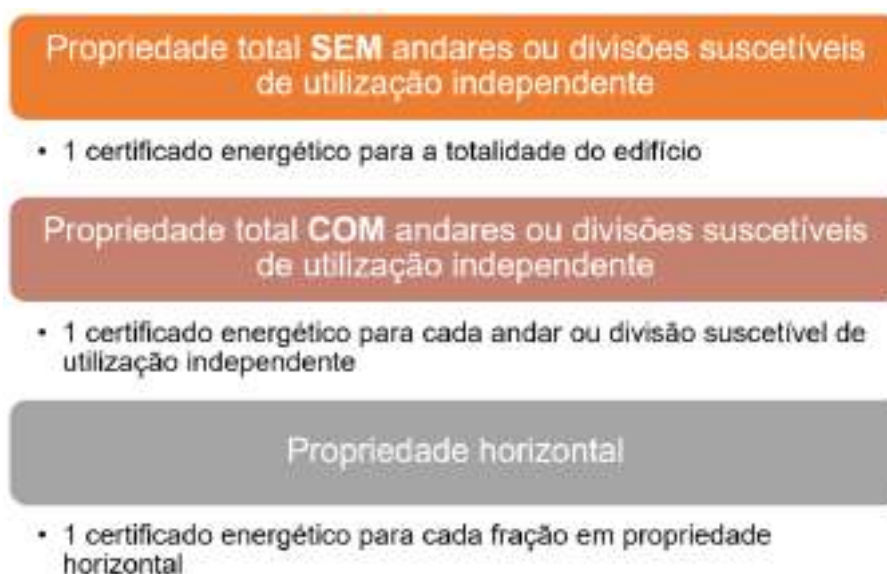 Propriedade total SEM andares ou divisões suscetíveis
de utilização independente
• 1 certificado energético para a totalidade do edifício
Propriedade total COM andares ou divisões suscetíveis
de utilização independente
• 1 certificado energético para cada andar ou divisão suscetível de
utilização independente
Propriedade horizontal
• 1 certificado energético para cada fração em propriedade
horizontal